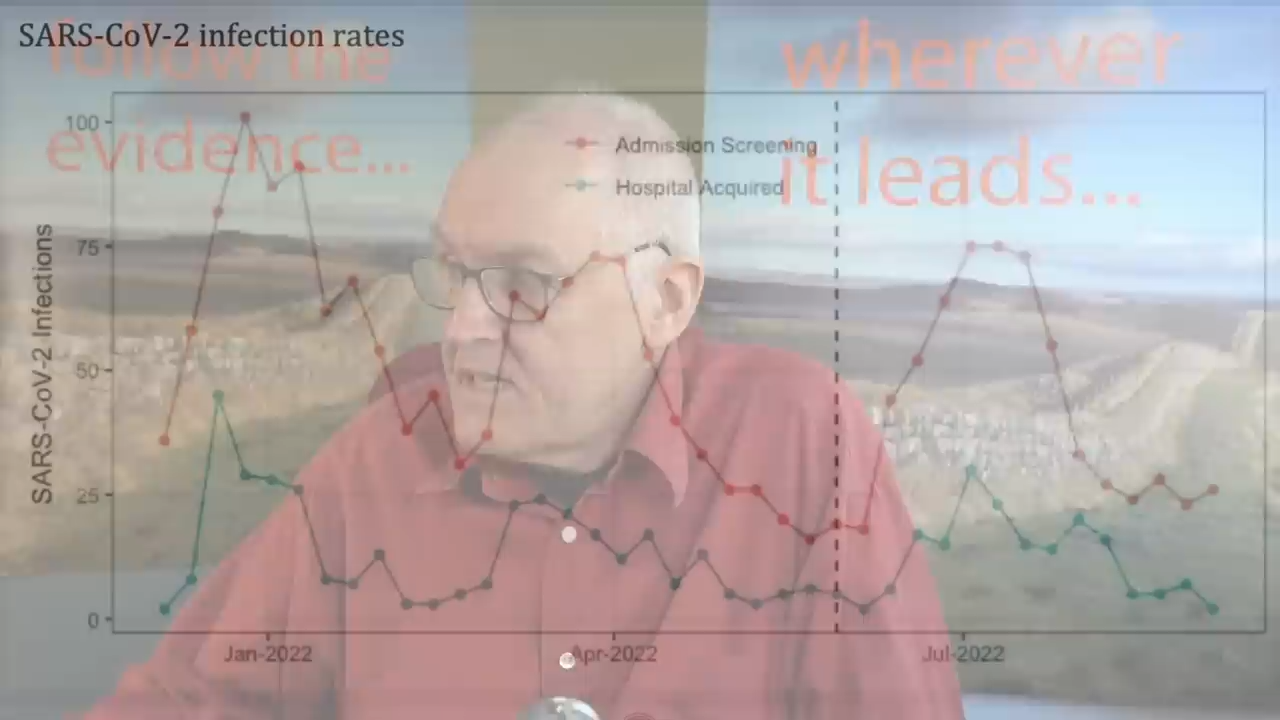 SARS-CoV-2 infection rates
follow the
evidence...
wherever
it leads...
Admission Screening
Hospital Acquired
SARS-CoV-2 Infections
100
75
50
25
0
Jan-2022
Apr-2022
Jul-2022